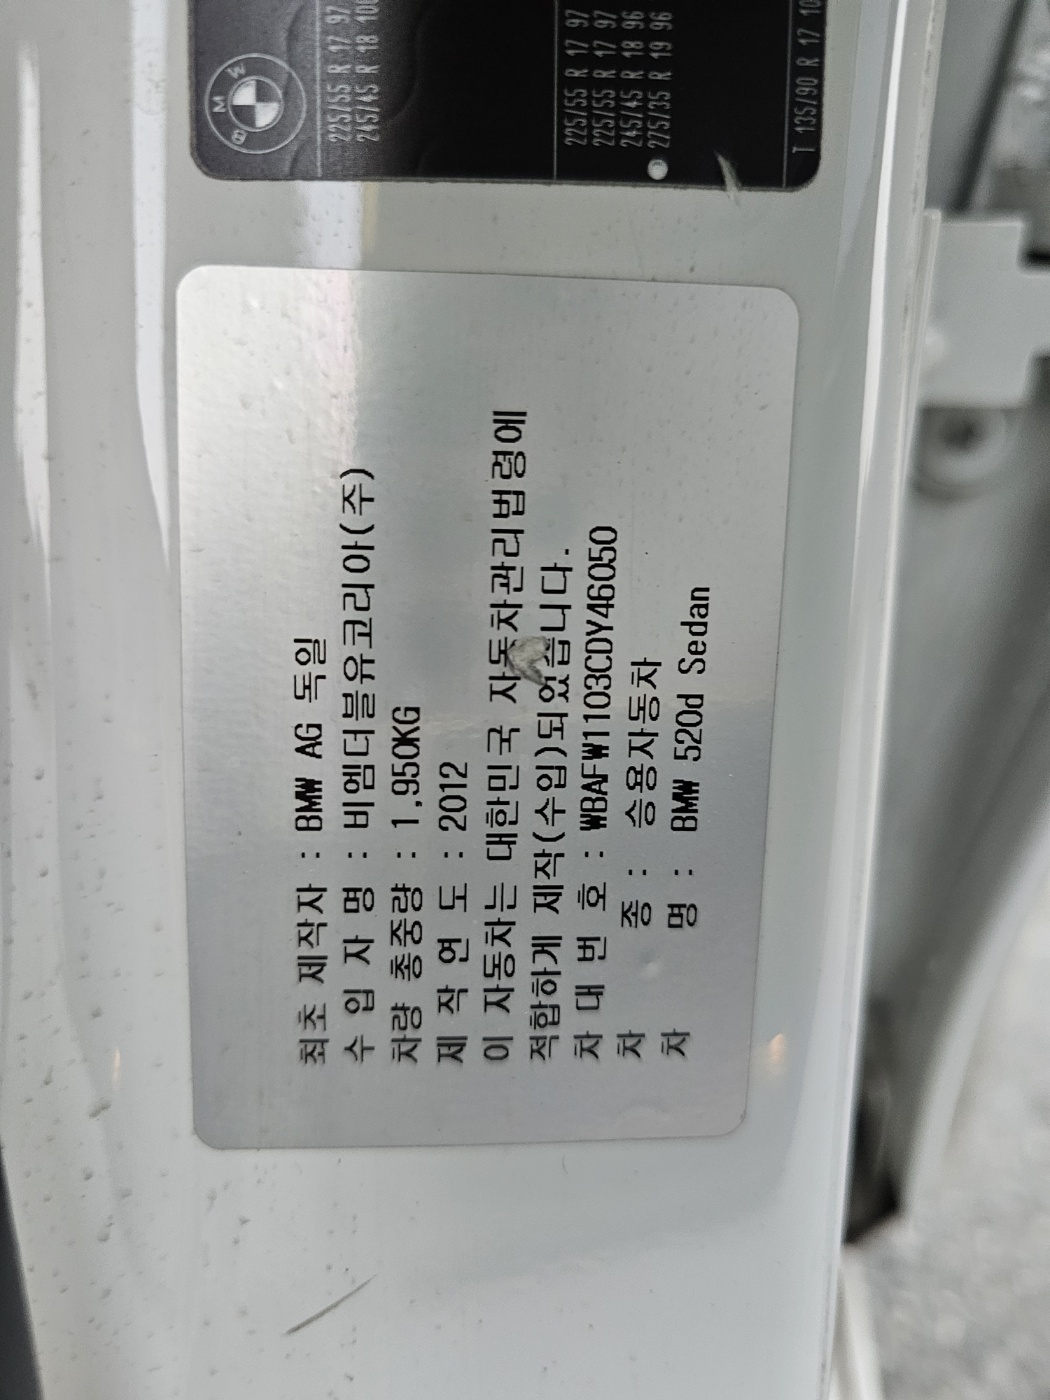 BMW
225/55 R 17 97
245/45 R 18
225/55 R 17 97
225/55 R 17 97
245/45 R 18 96
275/35 R 19 96
T 135/90 R 17
최초 제작자 : BMW AG 독일
수 입 자 명 : 비엠더블유코리아(주)
차량 총중량 : 1,950KG
제 작 연 도 : 2012
이 자동차는 대한민국 자동차관리법령에
적합하게 제작(수입)되었습니다.
차 대 번 호 : WBAFW1103CDY46050
차 종 : 승용자동차
차 명 : BMW 520d Sedan